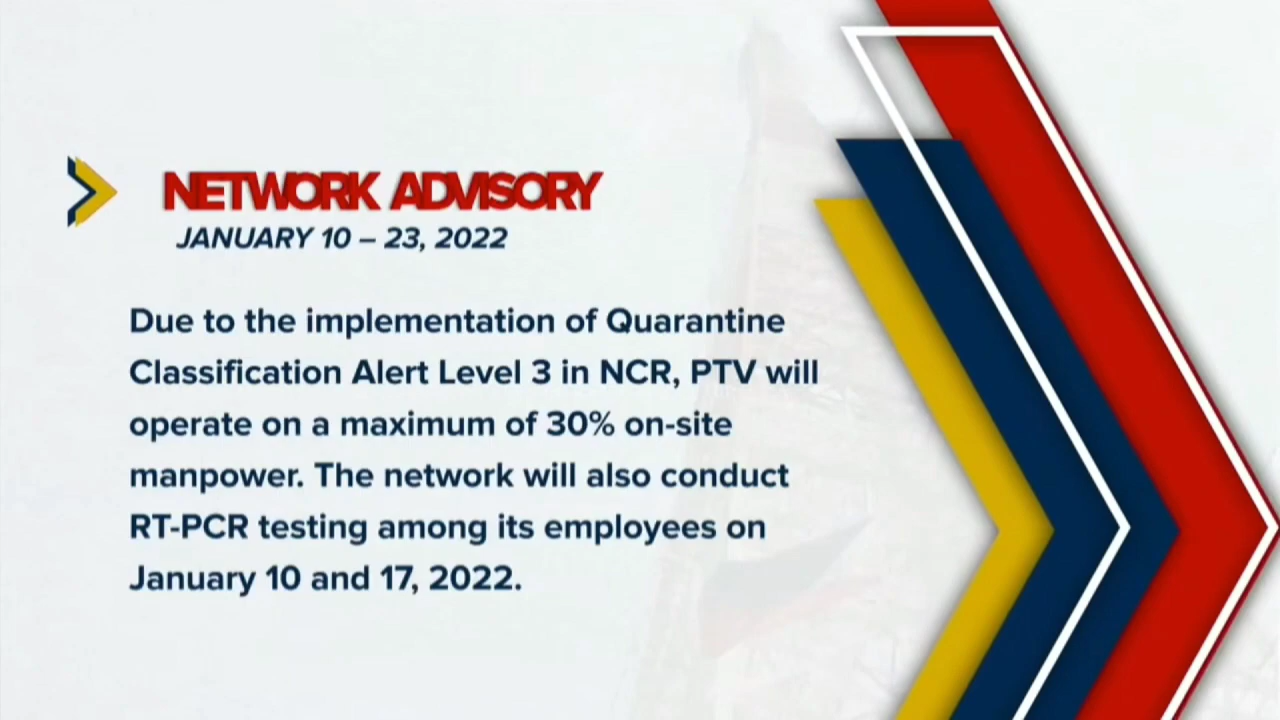 NETWORK ADVISORY
JANUARY 10 – 23, 2022
Due to the implementation of Quarantine
Classification Alert Level 3 in NCR, PTV will
operate on a maximum of 30% on-site
manpower. The network will also conduct
RT-PCR testing among its employees on
January 10 and 17, 2022.